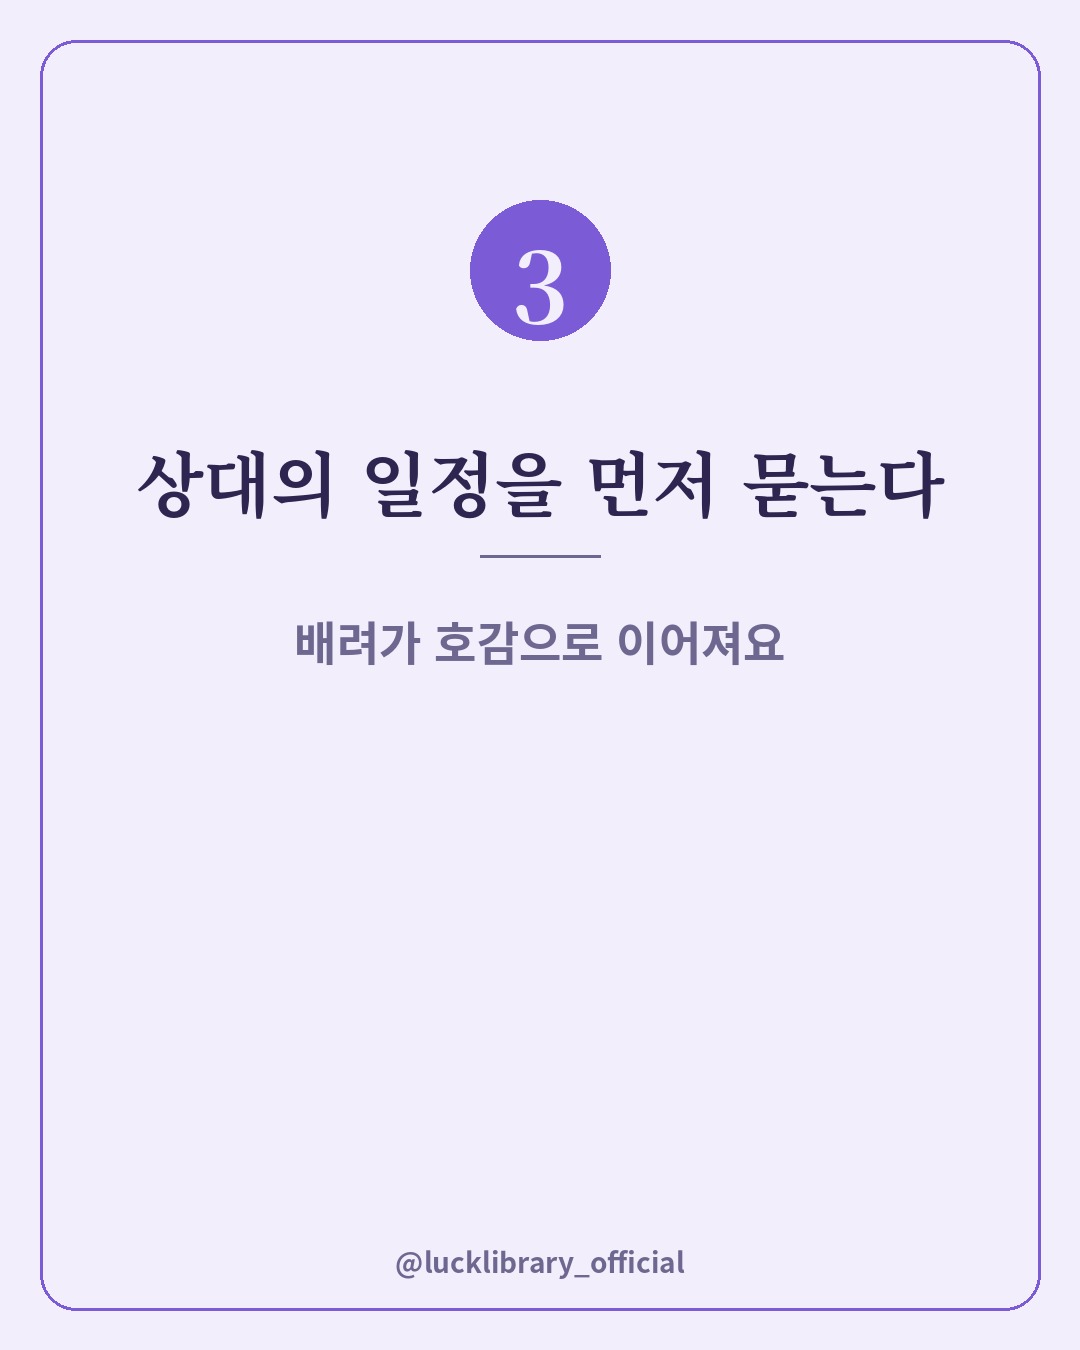 3
상대의 일정을 먼저 묻는다
배려가 호감으로 이어져요
@lucklibrary_official